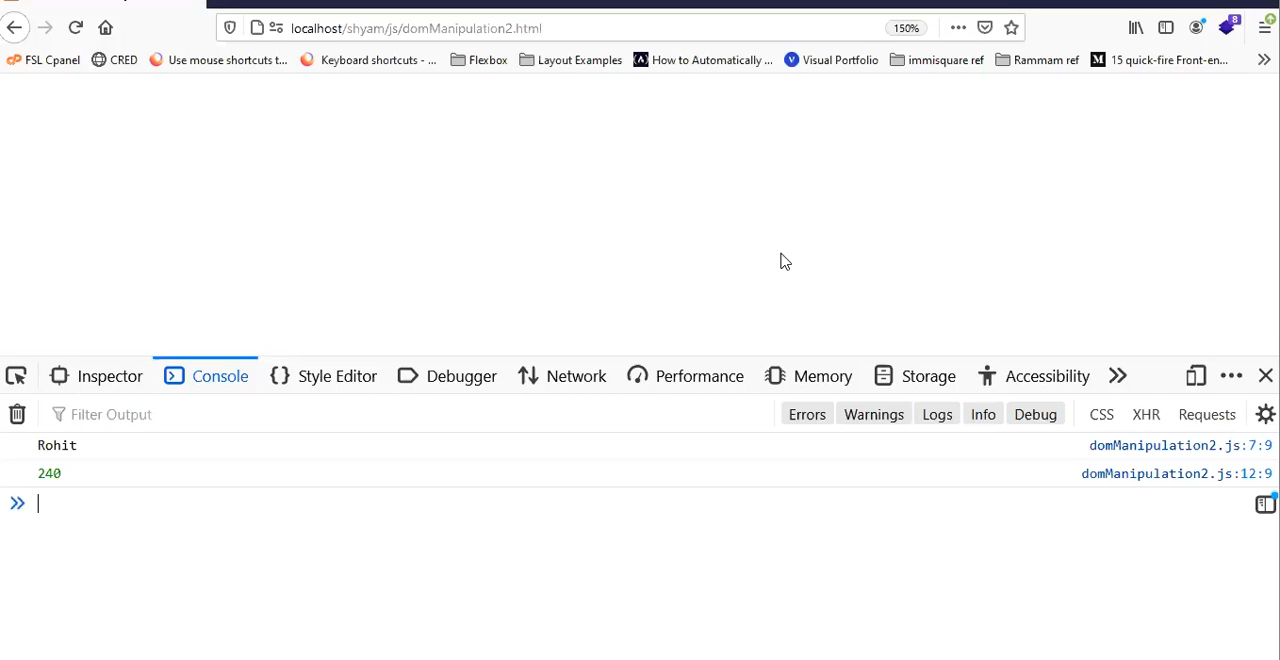 localhost/shyam/js/domManipulation2.html 150% 8
FSL Cpanel CRED Use mouse shortcuts t... Keyboard shortcuts - ... Flexbox Layout Examples How to Automatically ... Visual Portfolio immisquare ref Rammam ref 15 quick-fire Front-en...
Inspector Console Style Editor Debugger Network Performance Memory Storage Accessibility
Filter Output Errors Warnings Logs Info Debug CSS XHR Requests
Rohit domManipulation2.js:7:9
240 domManipulation2.js:12:9